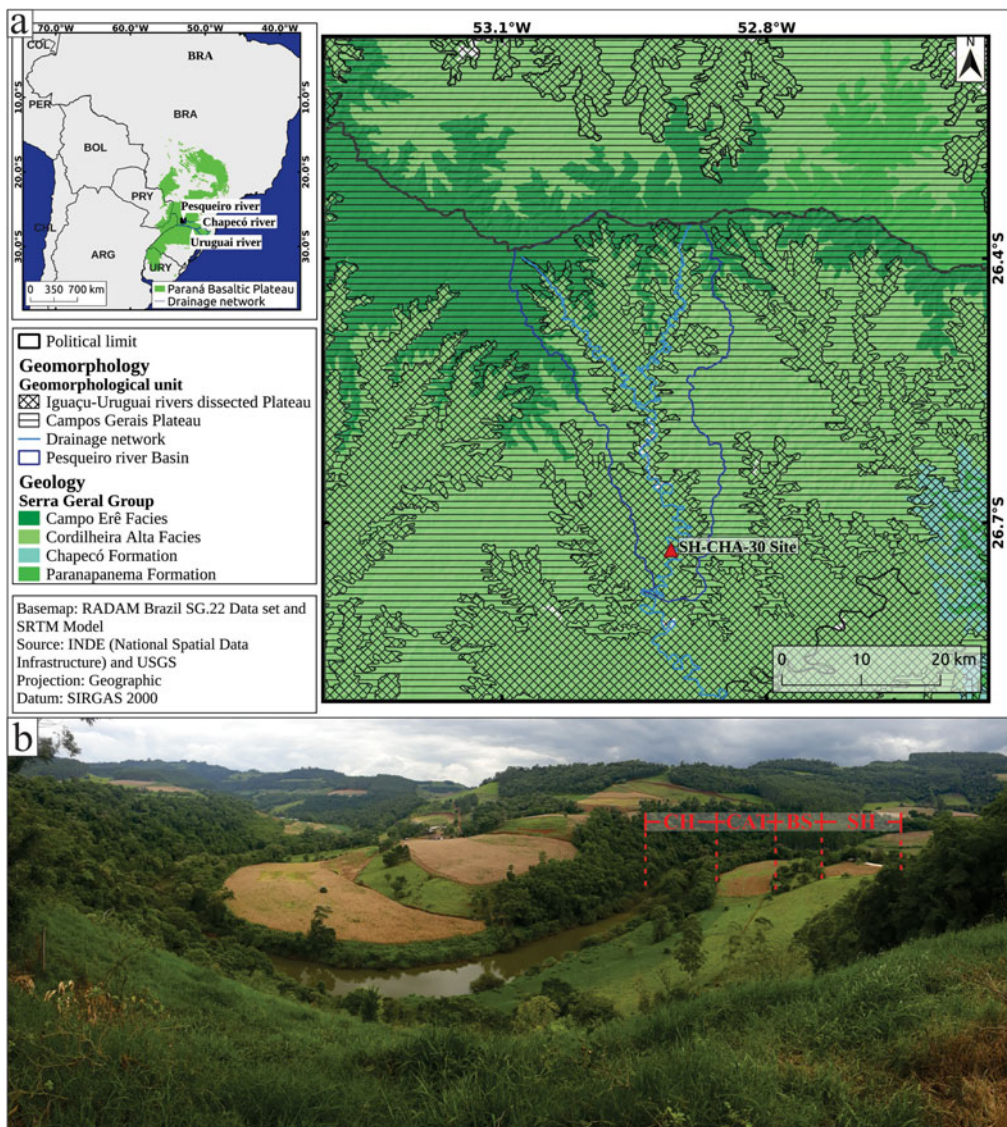 a
70.0°W 60.0°W 50.0°W 40.0°W
COL
BRA
10.0°S
PER
BRA
BOL
20.0°S
PRY
Pesqueiro river
Chapecó river
CHL
Uruguai river
30.0°S
ARG
URY
0 350 700 km
Paraná Basaltic Plateau
Drainage network
Political limit
Geomorphology
Geomorphological unit
Iguaçu-Uruguai rivers dissected Plateau
Campos Gerais Plateau
Drainage network
Pesqueiro river Basin
Geology
Serra Geral Group
Campo Erê Facies
Cordilheira Alta Facies
Chapecó Formation
Paranapanema Formation
Basemap: RADAM Brazil SG.22 Data set and
SRTM Model
Source: INDE (National Spatial Data
Infrastructure) and USGS
Projection: Geographic
Datum: SIRGAS 2000
53.1°W 52.8°W
N
26.4°S
26.7°S
SH-CHA-30 Site
0 10 20 km
b
CH CAT BS SH